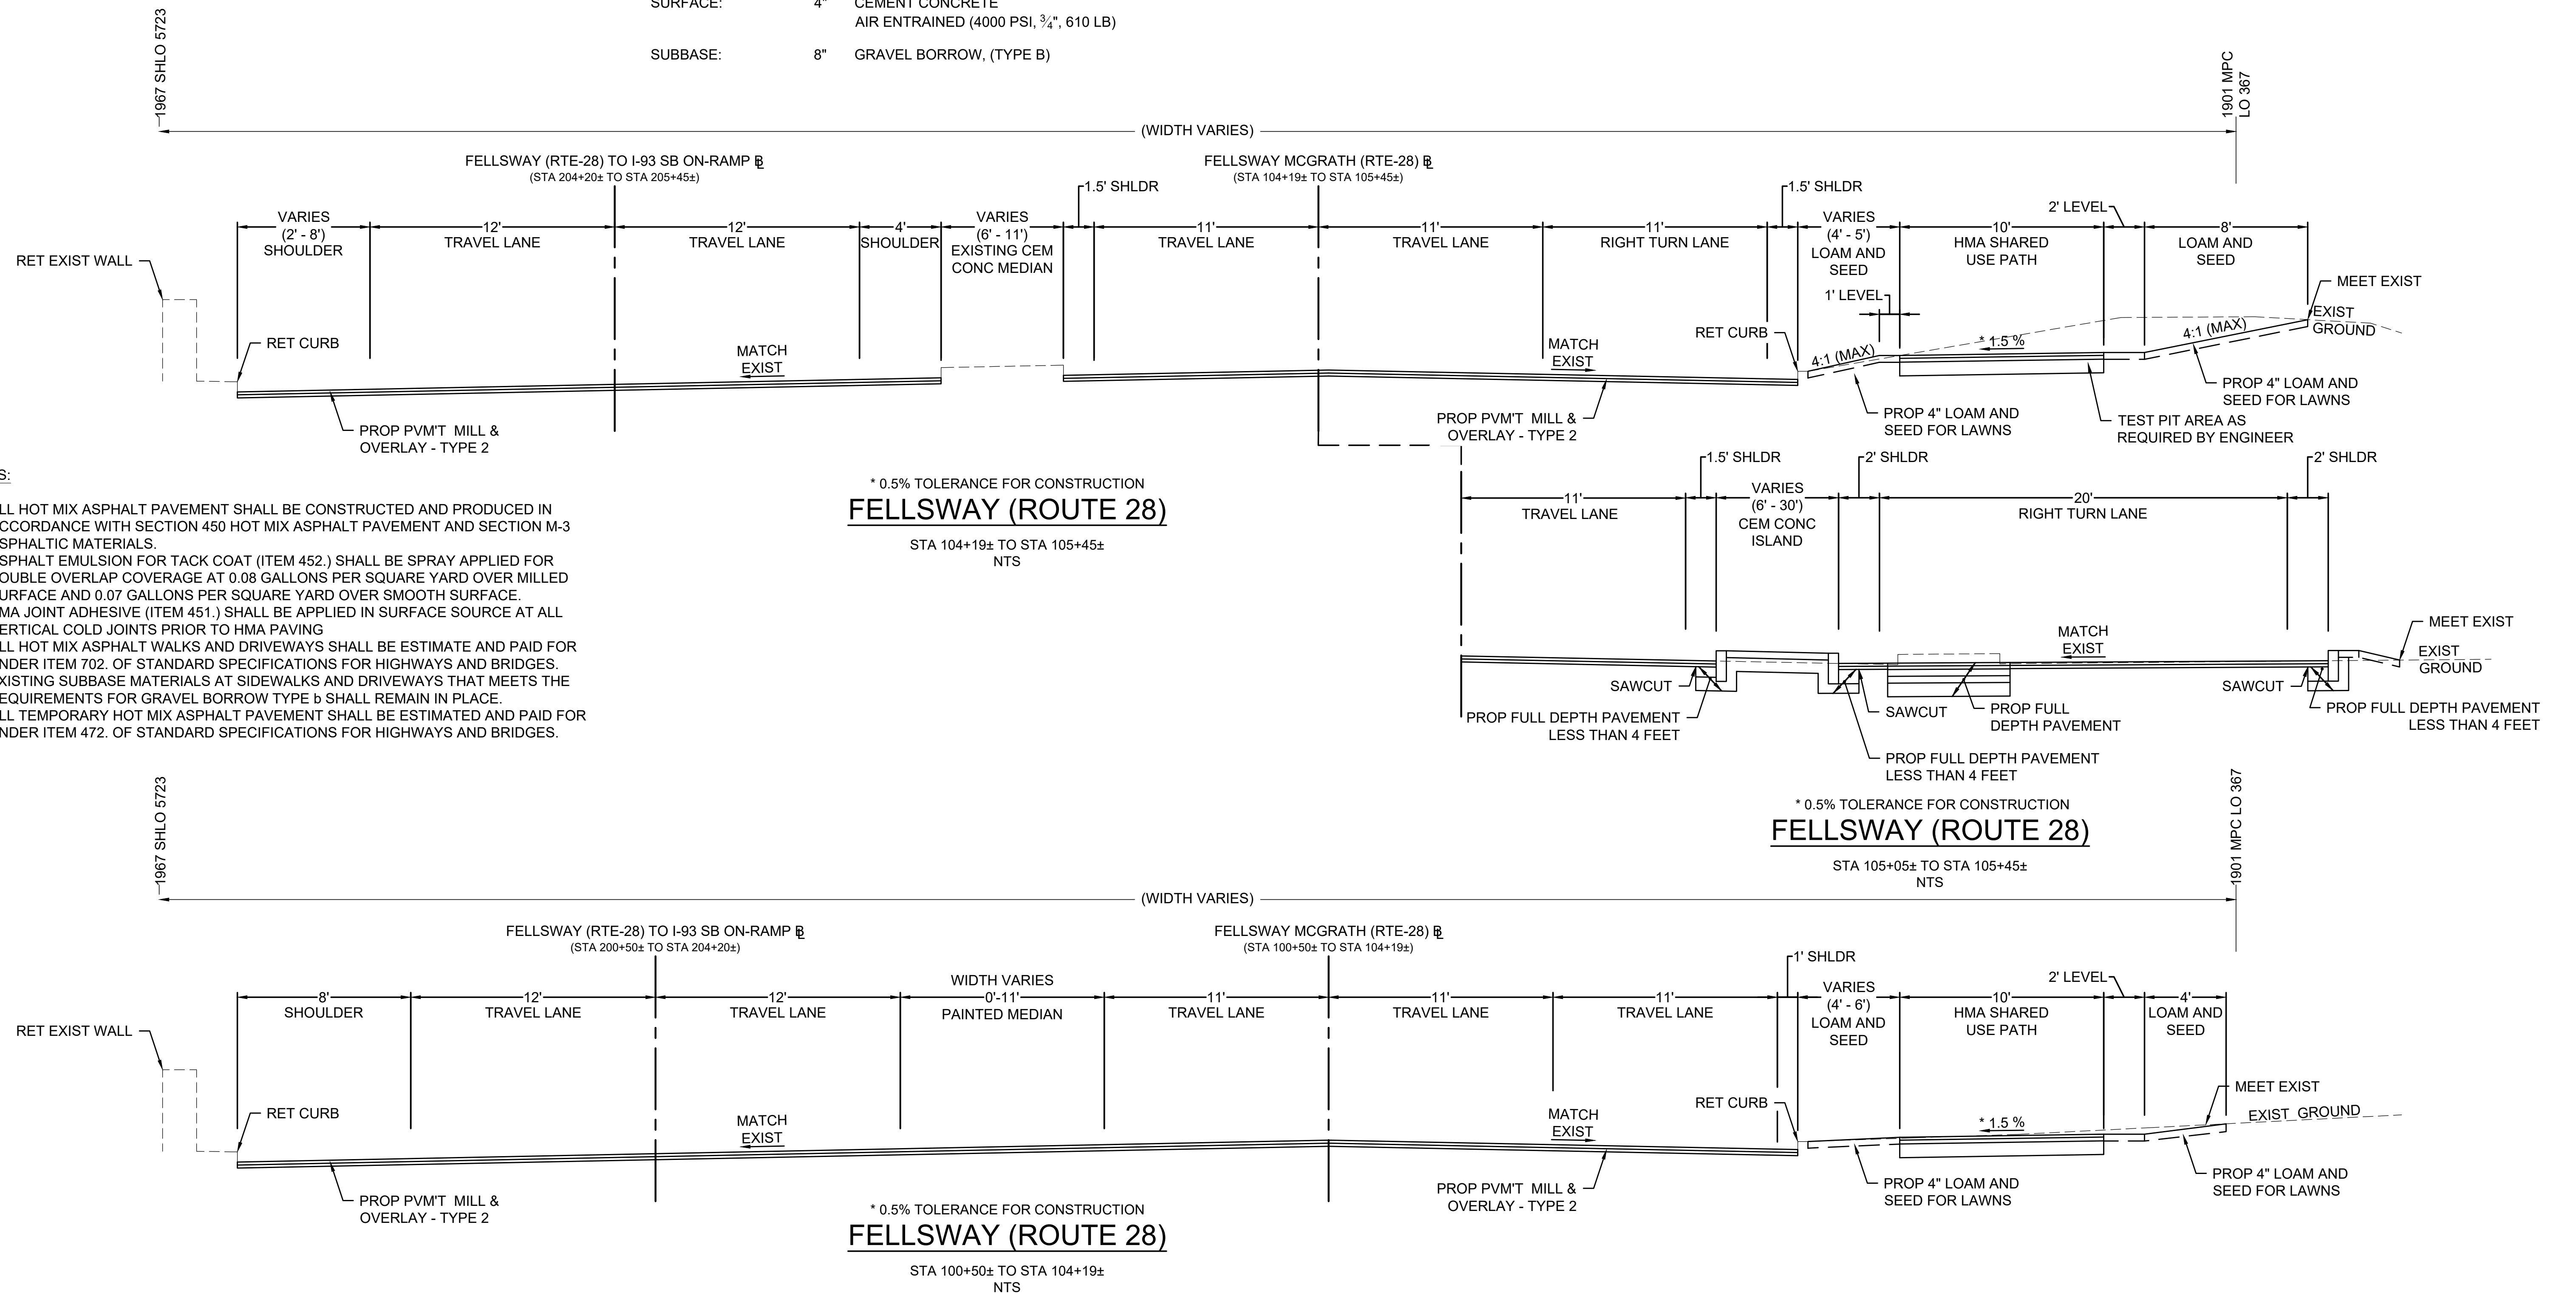 SURFACE: 4" CEMENT CONCRETE
AIR ENTRAINED (4000 PSI, ¾", 610 LB)
SUBBASE: 8" GRAVEL BORROW, (TYPE B)
1967 SHLO 5723
1901 MPC
LO 367
(WIDTH VARIES)
FELLSWAY (RTE-28) TO I-93 SB ON-RAMP BL
(STA 204+20± TO STA 205+45±)
FELLSWAY MCGRATH (RTE-28) BL
(STA 104+19± TO STA 105+45±)
VARIES
(2' - 8')
SHOULDER
12'
TRAVEL LANE
12'
TRAVEL LANE
4'
SHOULDER
VARIES
(6' - 11')
EXISTING CEM
CONC MEDIAN
1.5' SHLDR
11'
TRAVEL LANE
11'
TRAVEL LANE
11'
RIGHT TURN LANE
1.5' SHLDR
VARIES
(4' - 5')
LOAM AND
SEED
1' LEVEL
10'
HMA SHARED
USE PATH
2' LEVEL
8'
LOAM AND
SEED
RET EXIST WALL
RET CURB
MATCH
EXIST
PROP PVM'T MILL &
OVERLAY - TYPE 2
MATCH
EXIST
PROP PVM'T MILL &
OVERLAY - TYPE 2
RET CURB
4:1 (MAX)
* 1.5 %
4:1 (MAX)
MEET EXIST
EXIST
GROUND
PROP 4" LOAM AND
SEED FOR LAWNS
PROP 4" LOAM AND
SEED FOR LAWNS
TEST PIT AREA AS
REQUIRED BY ENGINEER
* 0.5% TOLERANCE FOR CONSTRUCTION
FELLSWAY (ROUTE 28)
STA 104+19± TO STA 105+45±
NTS
S:
LL HOT MIX ASPHALT PAVEMENT SHALL BE CONSTRUCTED AND PRODUCED IN
CCORDANCE WITH SECTION 450 HOT MIX ASPHALT PAVEMENT AND SECTION M-3
SPHALTIC MATERIALS.
SPHALT EMULSION FOR TACK COAT (ITEM 452.) SHALL BE SPRAY APPLIED FOR
OUBLE OVERLAP COVERAGE AT 0.08 GALLONS PER SQUARE YARD OVER MILLED
URFACE AND 0.07 GALLONS PER SQUARE YARD OVER SMOOTH SURFACE.
MA JOINT ADHESIVE (ITEM 451.) SHALL BE APPLIED IN SURFACE SOURCE AT ALL
ERTICAL COLD JOINTS PRIOR TO HMA PAVING
LL HOT MIX ASPHALT WALKS AND DRIVEWAYS SHALL BE ESTIMATE AND PAID FOR
NDER ITEM 702. OF STANDARD SPECIFICATIONS FOR HIGHWAYS AND BRIDGES.
XISTING SUBBASE MATERIALS AT SIDEWALKS AND DRIVEWAYS THAT MEETS THE
EQUIREMENTS FOR GRAVEL BORROW TYPE b SHALL REMAIN IN PLACE.
LL TEMPORARY HOT MIX ASPHALT PAVEMENT SHALL BE ESTIMATED AND PAID FOR
NDER ITEM 472. OF STANDARD SPECIFICATIONS FOR HIGHWAYS AND BRIDGES.
11'
TRAVEL LANE
1.5' SHLDR
VARIES
(6' - 30')
CEM CONC
ISLAND
2' SHLDR
20'
RIGHT TURN LANE
2' SHLDR
MATCH
EXIST
MEET EXIST
EXIST
GROUND
SAWCUT
PROP FULL DEPTH PAVEMENT
LESS THAN 4 FEET
SAWCUT
PROP FULL DEPTH PAVEMENT
LESS THAN 4 FEET
PROP FULL
DEPTH PAVEMENT
SAWCUT
PROP FULL DEPTH PAVEMENT
LESS THAN 4 FEET
* 0.5% TOLERANCE FOR CONSTRUCTION
FELLSWAY (ROUTE 28)
STA 105+05± TO STA 105+45±
NTS
1967 SHLO 5723
1901 MPC LO 367
(WIDTH VARIES)
FELLSWAY (RTE-28) TO I-93 SB ON-RAMP BL
(STA 200+50± TO STA 204+20±)
FELLSWAY MCGRATH (RTE-28) BL
(STA 100+50± TO STA 104+19±)
8'
SHOULDER
12'
TRAVEL LANE
12'
TRAVEL LANE
WIDTH VARIES
0'-11'
PAINTED MEDIAN
11'
TRAVEL LANE
11'
TRAVEL LANE
11'
TRAVEL LANE
1' SHLDR
VARIES
(4' - 6')
LOAM AND
SEED
10'
HMA SHARED
USE PATH
2' LEVEL
4'
LOAM AND
SEED
RET EXIST WALL
RET CURB
MATCH
EXIST
PROP PVM'T MILL &
OVERLAY - TYPE 2
MATCH
EXIST
PROP PVM'T MILL &
OVERLAY - TYPE 2
RET CURB
* 1.5 %
MEET EXIST
EXIST GROUND
PROP 4" LOAM AND
SEED FOR LAWNS
PROP 4" LOAM AND
SEED FOR LAWNS
* 0.5% TOLERANCE FOR CONSTRUCTION
FELLSWAY (ROUTE 28)
STA 100+50± TO STA 104+19±
NTS